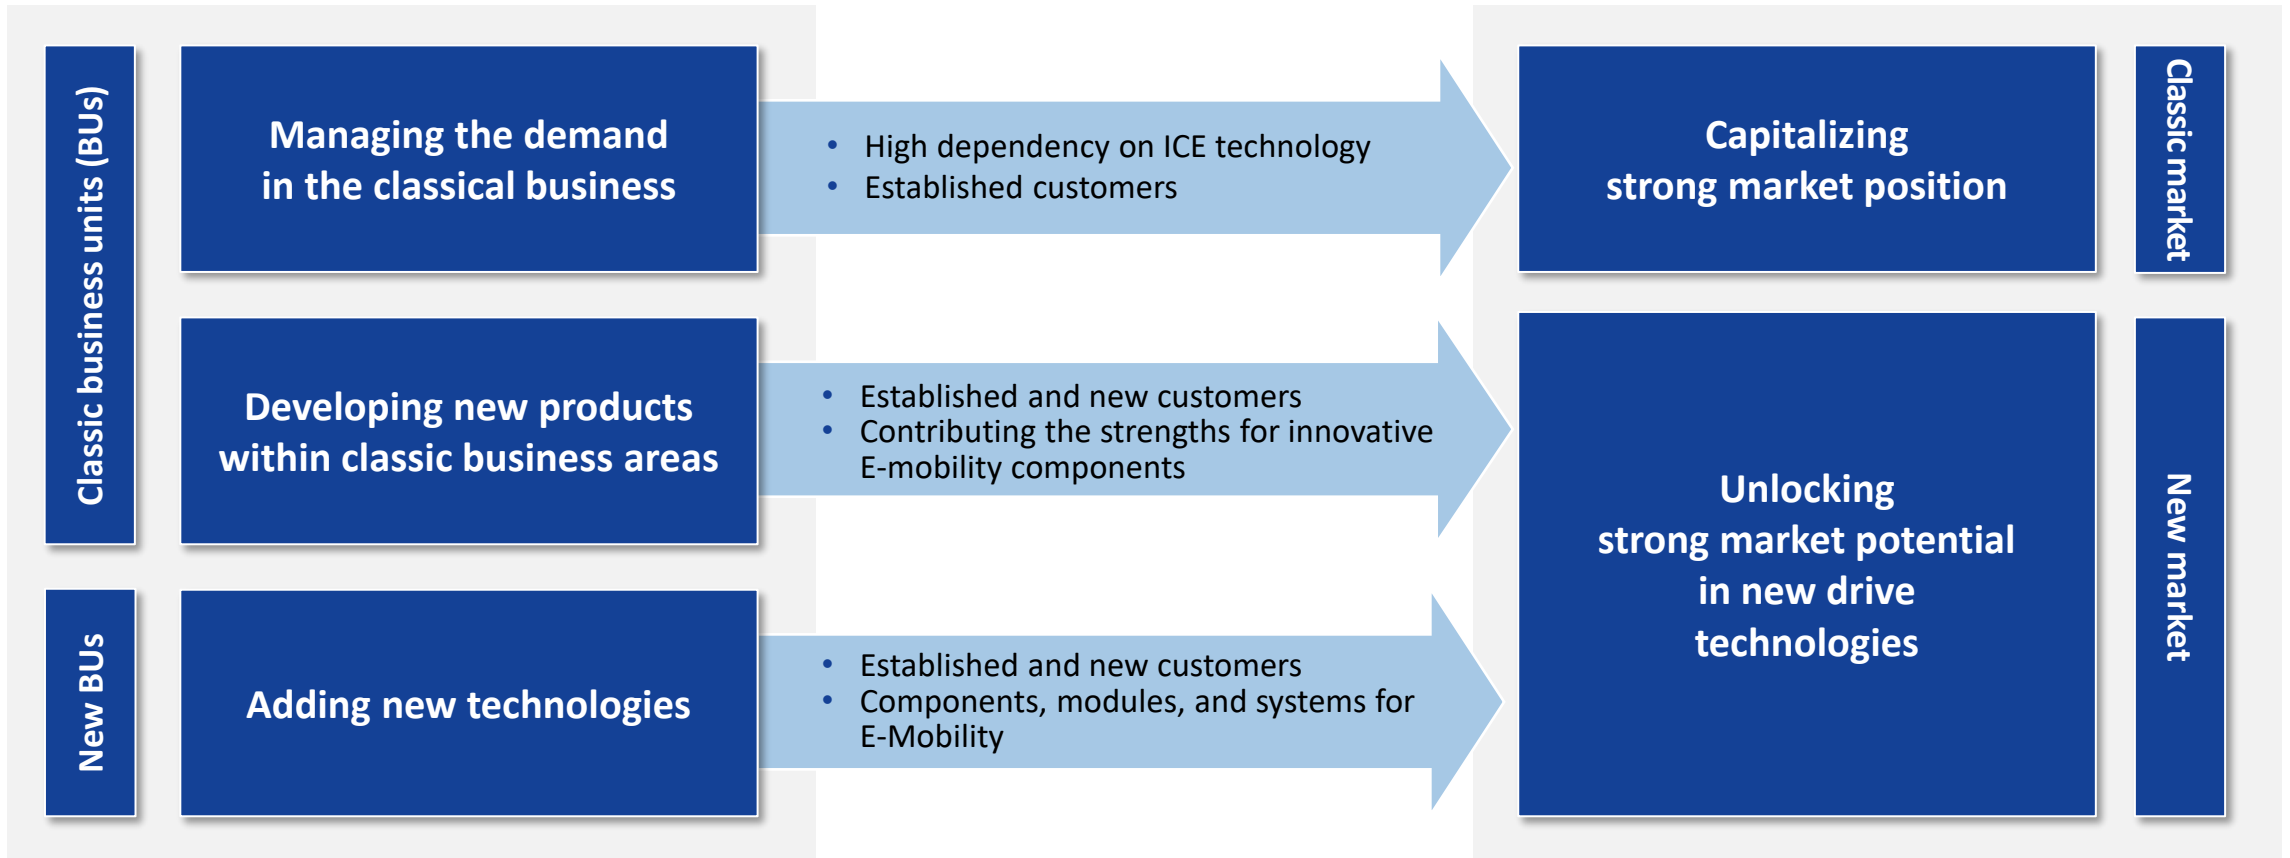 Classic business units (BUs)
Managing the demand
in the classical business
• High dependency on ICE technology
• Established customers
Capitalizing
strong market position
Classic market
Developing new products
within classic business areas
• Established and new customers
• Contributing the strengths for innovative
E-mobility components
Unlocking
strong market potential
in new drive
technologies
New market
New BUs
Adding new technologies
• Established and new customers
• Components, modules, and systems for
E-Mobility